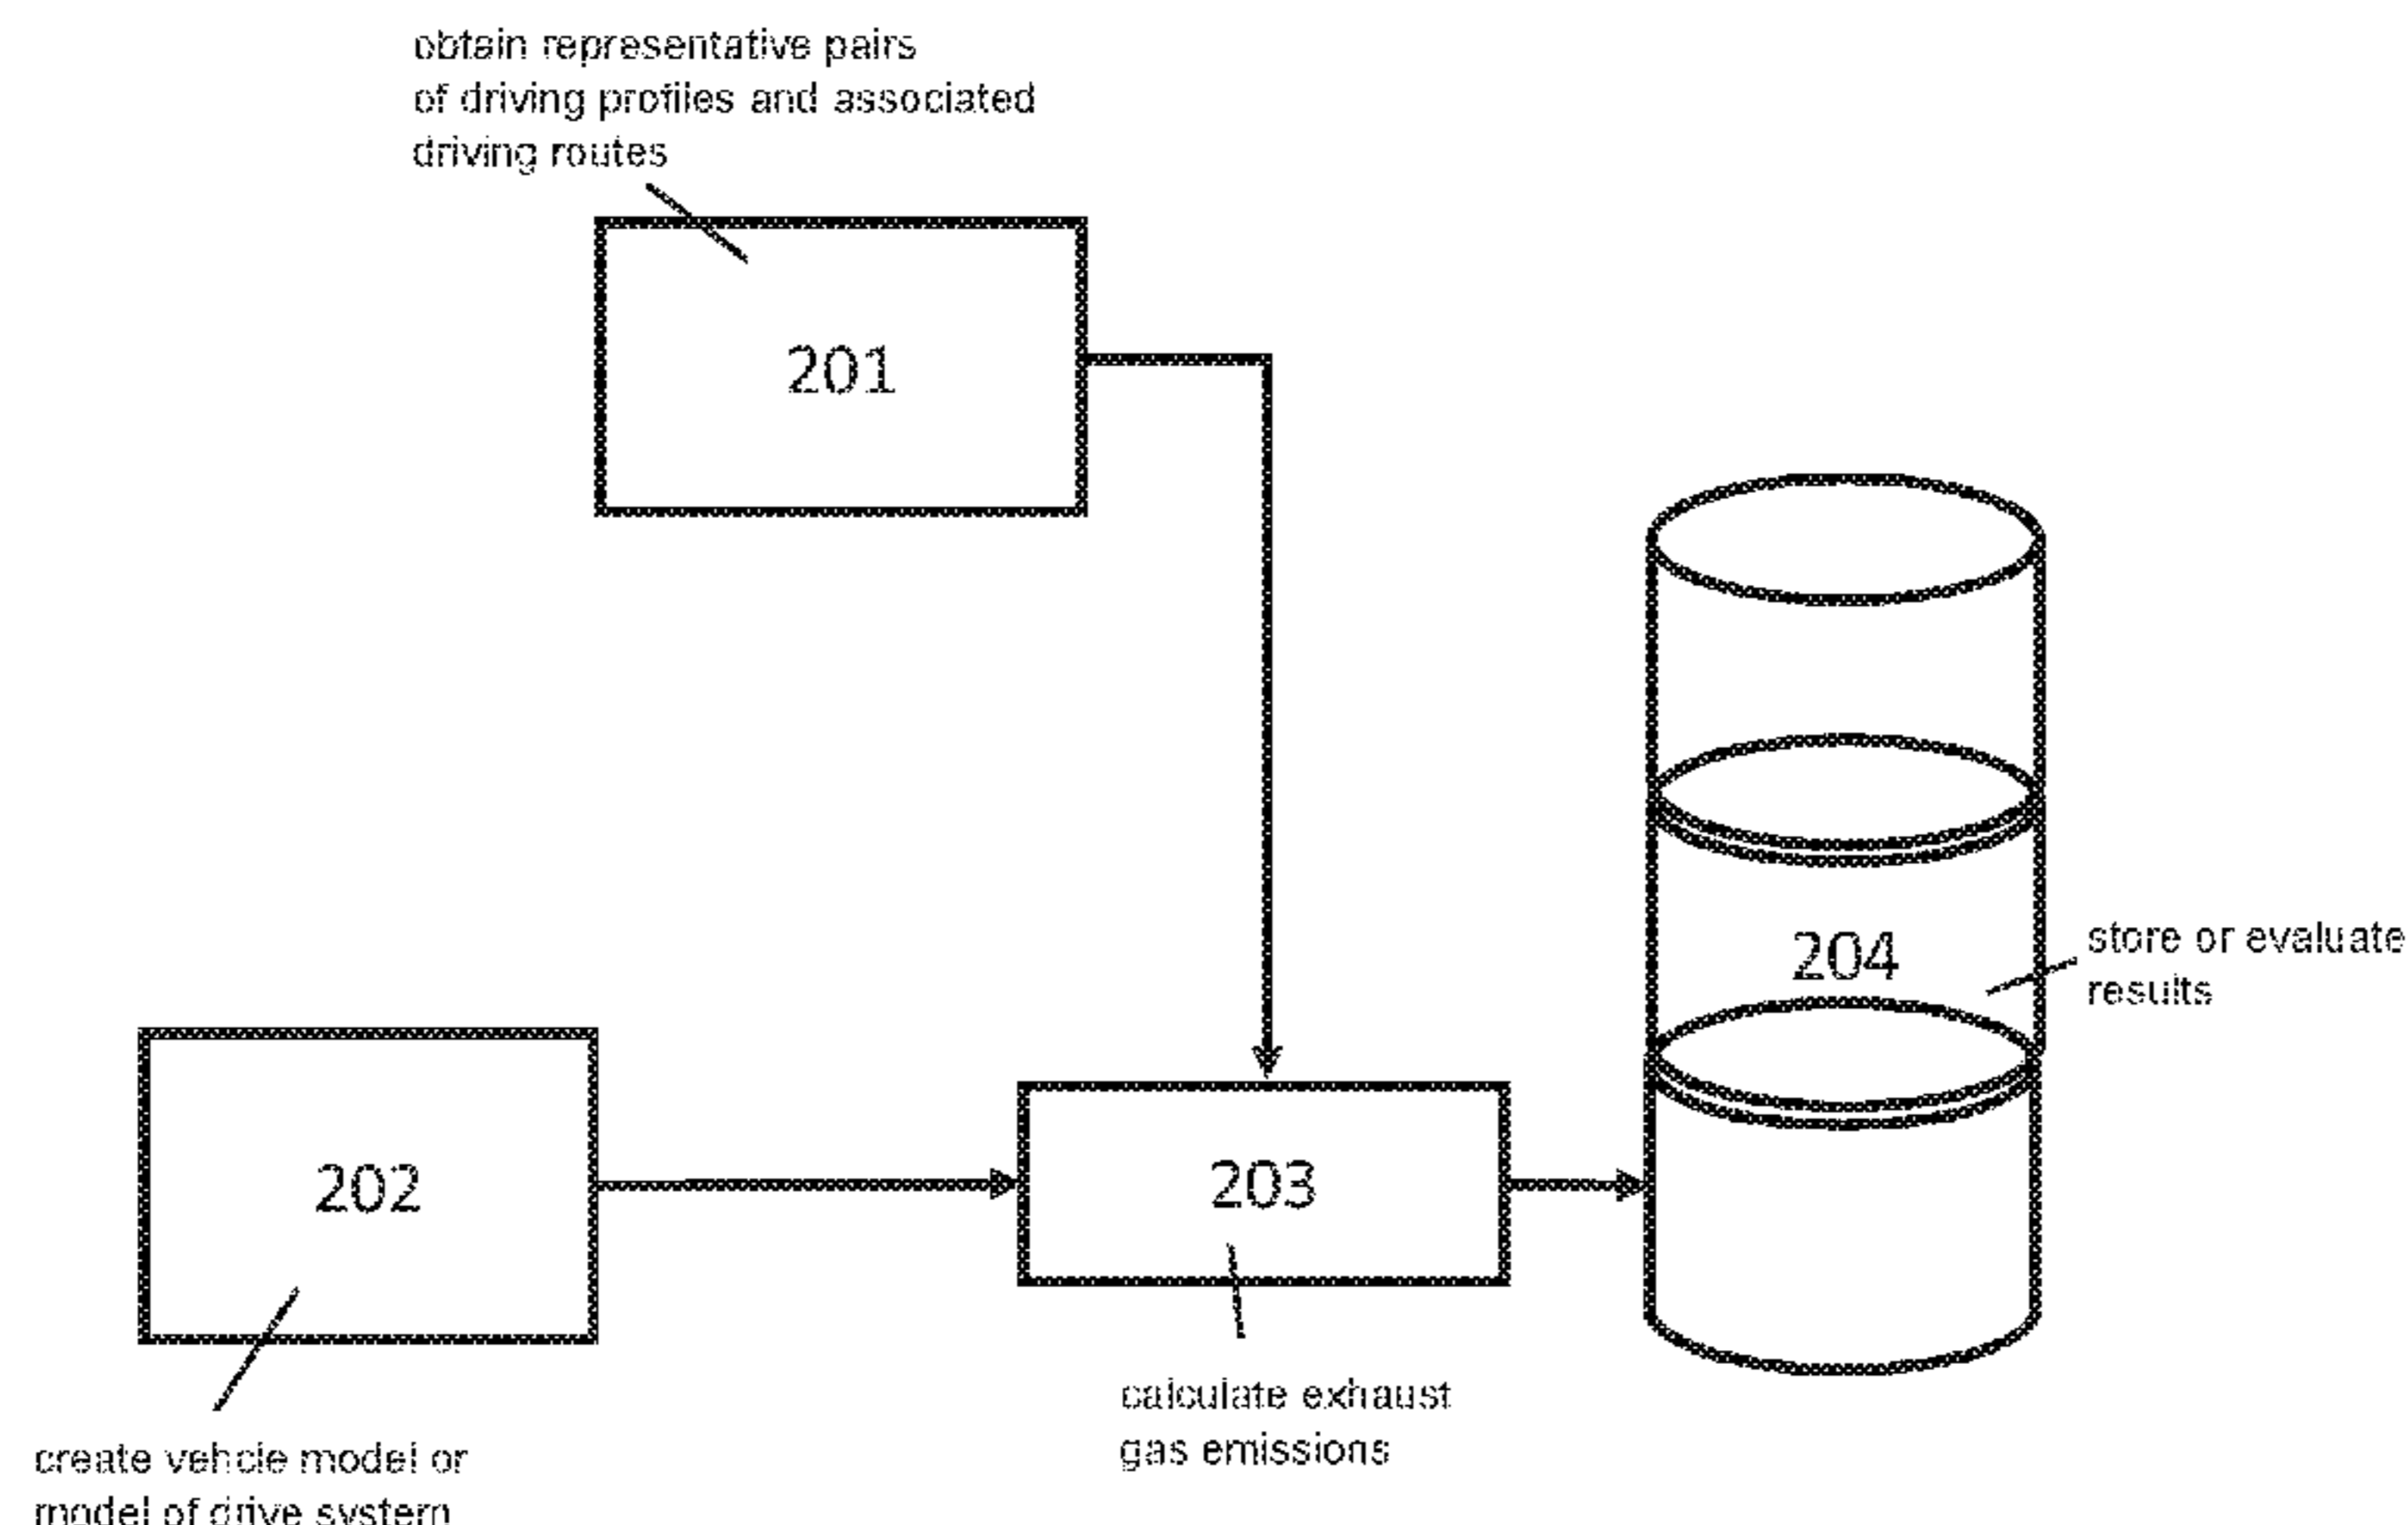 obtain representative pairs
of driving profiles and associated
driving routes
201
204
store or evaluate
results
202
203
calculate exhaust
gas emissions
create vehcie model or
model of drive system